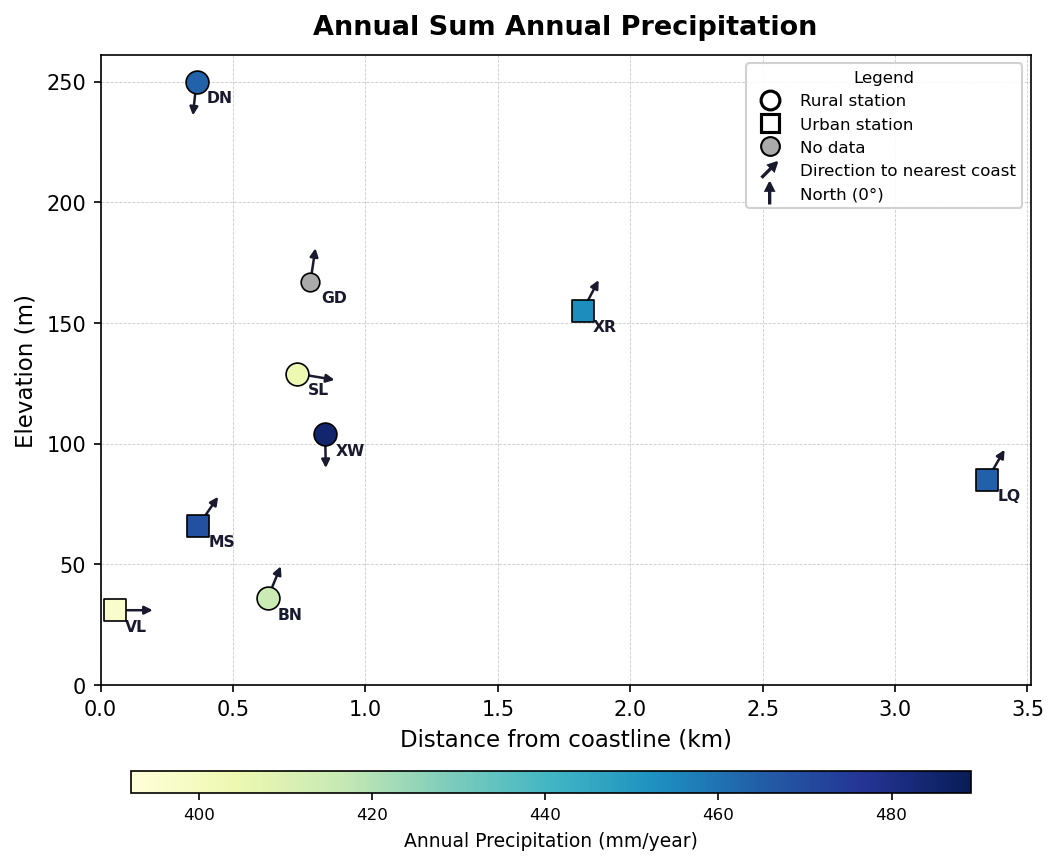 Annual Sum Annual Precipitation
Elevation (m)
250
200
150
100
50
0
DN
GD
XR
SL
XW
LQ
MS
BN
VL
Legend
Rural station
Urban station
No data
Direction to nearest coast
North (0°)
0.0 0.5 1.0 1.5 2.0 2.5 3.0 3.5
Distance from coastline (km)
400 420 440 460 480
Annual Precipitation (mm/year)